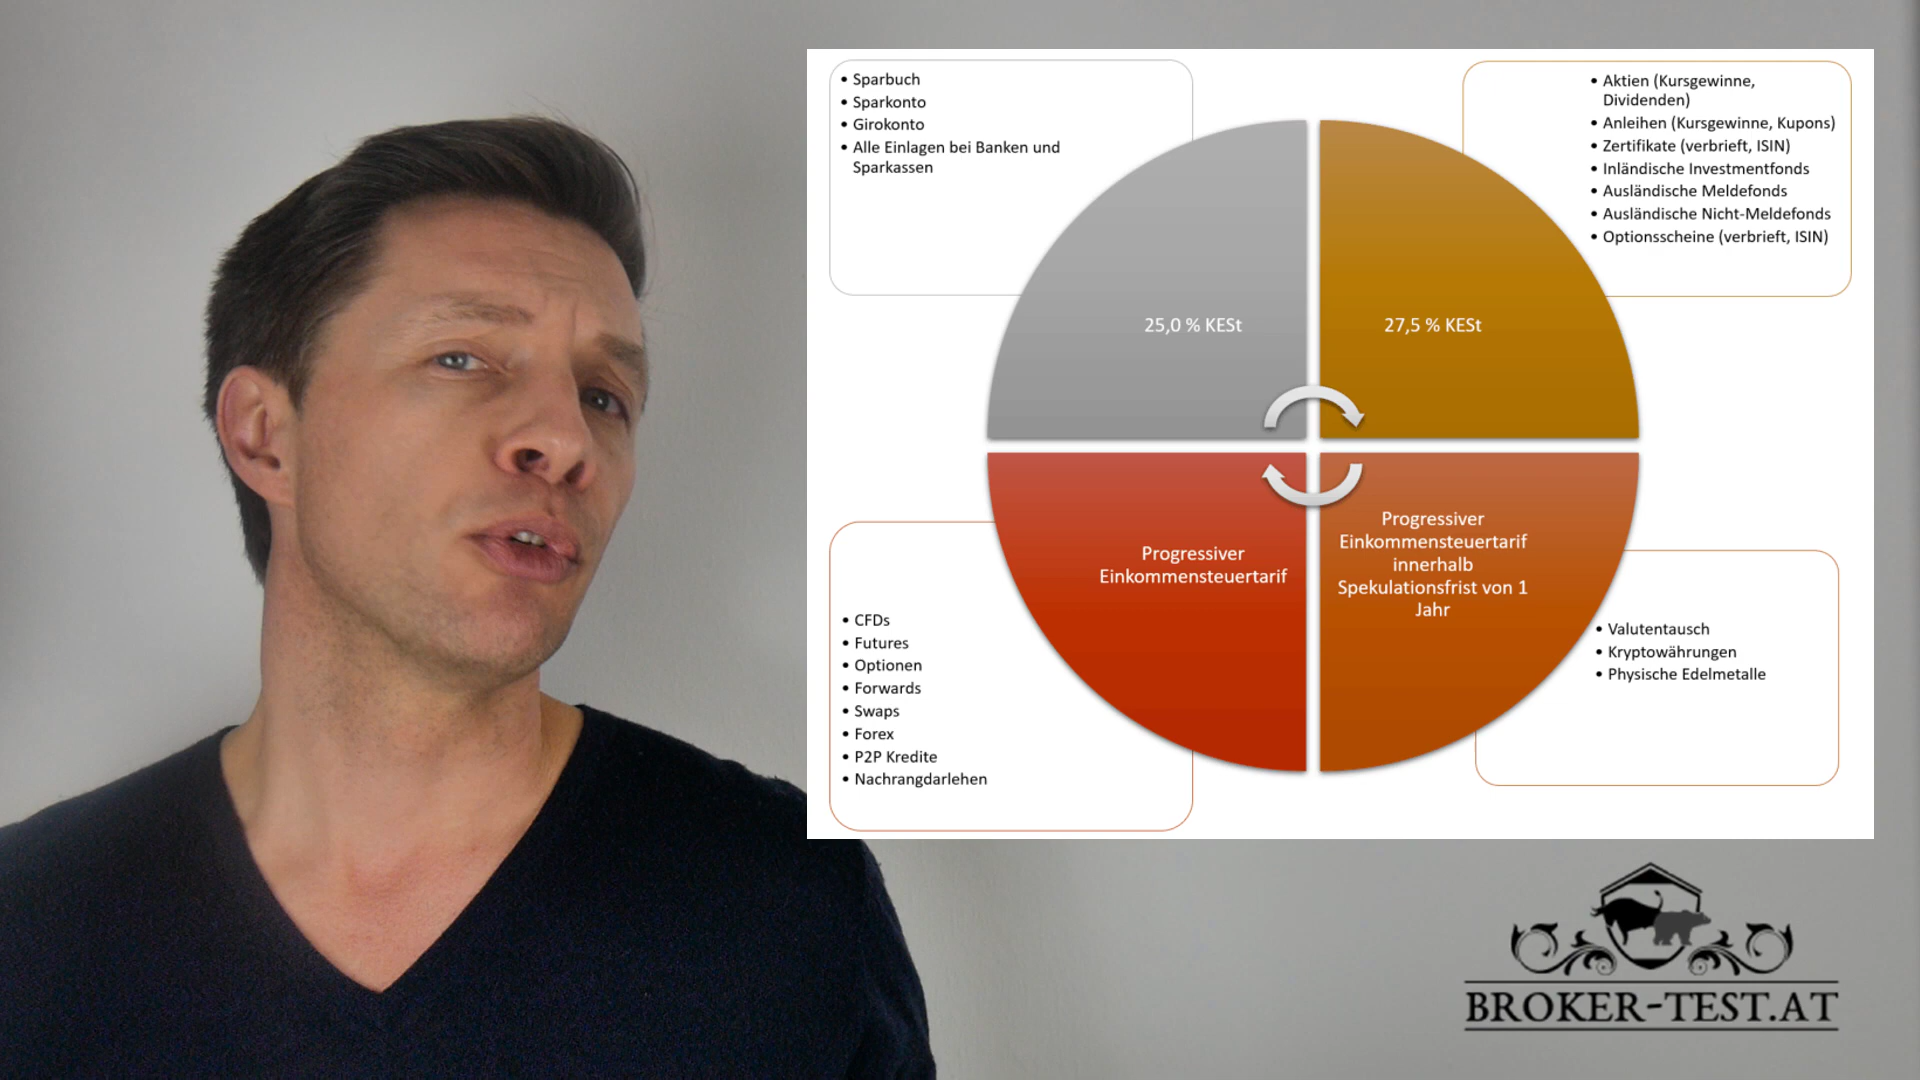 • Sparbuch
• Sparkonto
• Girokonto
• Alle Einlagen bei Banken und
Sparkassen
• Aktien (Kursgewinne,
Dividenden)
• Anleihen (Kursgewinne, Kupons)
• Zertifikate (verbrieft, ISIN)
• Inländische Investmentfonds
• Ausländische Meldefonds
• Ausländische Nicht-Meldefonds
• Optionsscheine (verbrieft, ISIN)
25,0 % KESt
27,5 % KESt
Progressiver
Einkommensteuertarif
Progressiver
Einkommensteuertarif
innerhalb
Spekulationsfrist von 1
Jahr
• CFDs
• Futures
• Optionen
• Forwards
• Swaps
• Forex
• P2P Kredite
• Nachrangdarlehen
• Valutentausch
• Kryptowährungen
• Physische Edelmetalle
BROKER-TEST.AT